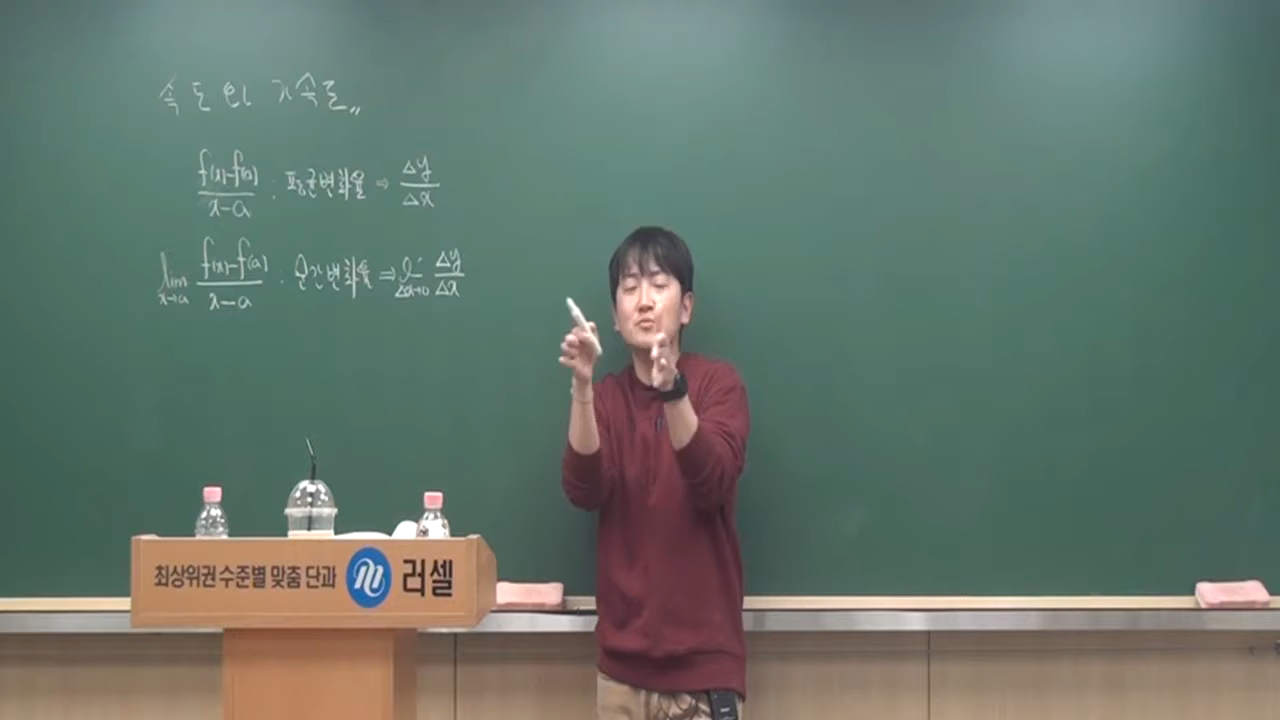 속도와 가속도,,
f(x)-f(a) / x-a : 평균변화율 ⇒ Δy / Δx
lim x→a f(x)-f(a) / x-a : 순간변화율 ⇒ lim Δx→0 Δy / Δx
최상위권 수준별 맞춤 단과 m 러셀